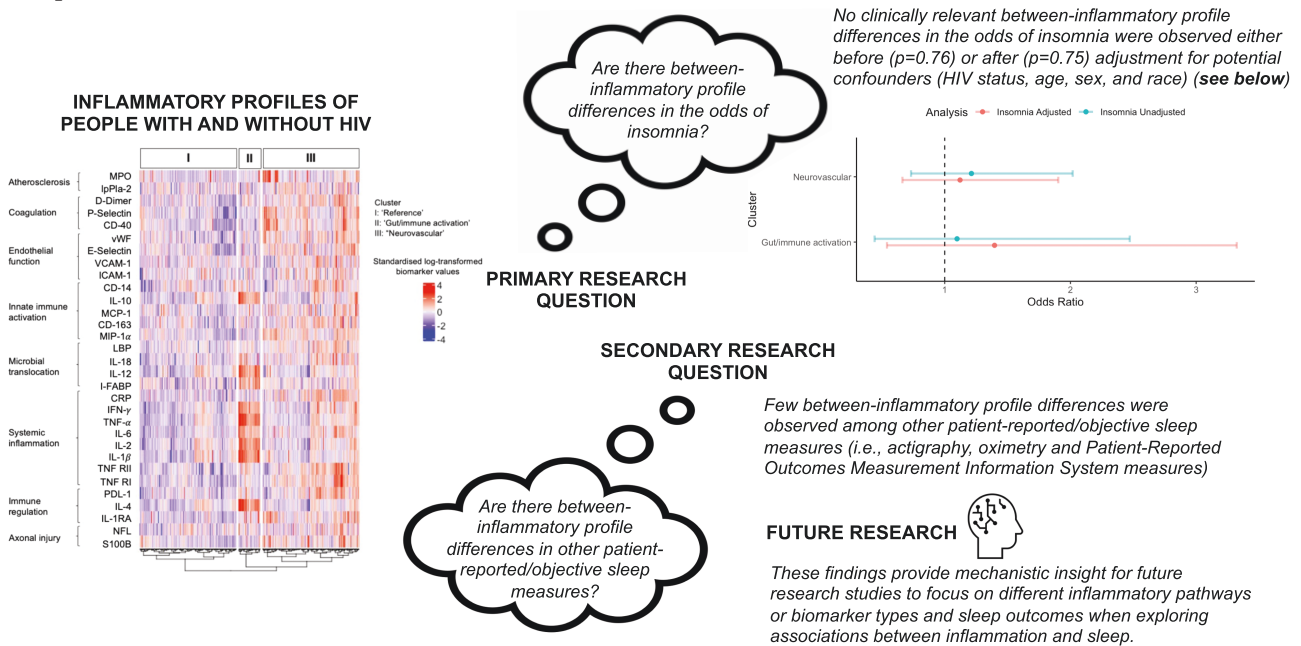 INFLAMMATORY PROFILES OF
PEOPLE WITH AND WITHOUT HIV
I
II
III
Atherosclerosis
MPO
lpPla-2
Coagulation
D-Dimer
P-Selectin
CD-40
Endothelial
function
vWF
E-Selectin
VCAM-1
ICAM-1
Innate immune
activation
CD-14
IL-10
MCP-1
CD-163
MIP-1α
Microbial
translocation
LBP
IL-18
IL-12
I-FABP
Systemic
inflammation
CRP
IFN-γ
TNF-α
IL-6
IL-2
IL-1β
TNF RII
TNF RI
Immune
regulation
PDL-1
IL-4
IL-1RA
Axonal injury
NFL
S100B
Cluster
I: ‘Reference’
II: ‘Gut/immune activation’
III: “Neurovascular’
Standardised log-transformed
biomarker values
4
2
0
-2
-4
Are there between-
inflammatory profile
differences in the odds of
insomnia?
PRIMARY RESEARCH
QUESTION
No clinically relevant between-inflammatory profile
differences in the odds of insomnia were observed either
before (p=0.76) or after (p=0.75) adjustment for potential
confounders (HIV status, age, sex, and race) (see below)
Analysis
Insomnia Adjusted
Insomnia Unadjusted
Cluster
Neurovascular
Gut/immune activation
1
2
3
Odds Ratio
SECONDARY RESEARCH
QUESTION
Are there between-
inflammatory profile
differences in other patient-
reported/objective sleep
measures?
Few between-inflammatory profile differences were
observed among other patient-reported/objective sleep
measures (i.e., actigraphy, oximetry and Patient-Reported
Outcomes Measurement Information System measures)
FUTURE RESEARCH
These findings provide mechanistic insight for future
research studies to focus on different inflammatory pathways
or biomarker types and sleep outcomes when exploring
associations between inflammation and sleep.